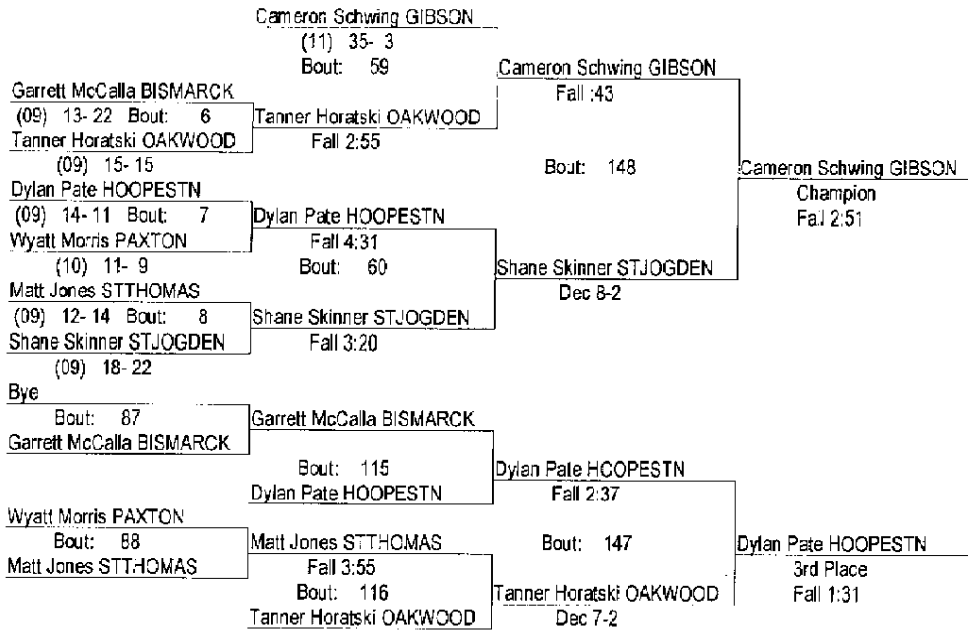 Cameron Schwing GIBSON
(11) 35- 3
Bout: 59
Cameron Schwing GIBSON
Fall :43
Garrett McCalla BISMARCK
(09) 13- 22 Bout: 6
Tanner Horatski OAKWOOD
Fall 2:55
Tanner Horatski OAKWOOD
(09) 15- 15
Bout: 148
Cameron Schwing GIBSON
Champion
Fall 2:51
Dylan Pate HOOPESTN
(09) 14- 11 Bout: 7
Dylan Pate HOOPESTN
Fall 4:31
Wyatt Morris PAXTON
(10) 11- 9
Bout: 60
Shane Skinner STJOGDEN
Dec 8-2
Matt Jones STTHOMAS
(09) 12- 14 Bout: 8
Shane Skinner STJOGDEN
Fall 3:20
Shane Skinner STJOGDEN
(09) 18- 22
Bye
Bout: 87
Garrett McCalla BISMARCK
Garrett McCalla BISMARCK
Bout: 115
Dylan Pate HOOPESTN
Dylan Pate HOOPESTN
Fall 2:37
Wyatt Morris PAXTON
Bout: 88
Matt Jones STTHOMAS
Matt Jones STTHOMAS
Fall 3:55
Bout: 116
Bout: 147
Dylan Pate HOOPESTN
3rd Place
Fall 1:31
Tanner Horatski OAKWOOD
Tanner Horatski OAKWOOD
Dec 7-2